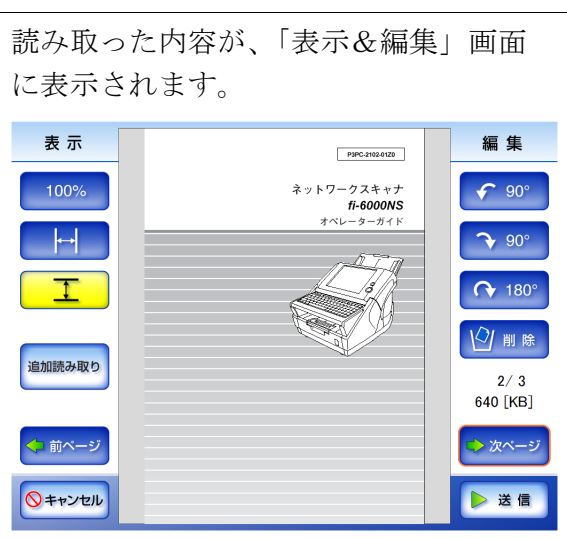 読み取った内容が、「表示＆編集」画面
に表示されます。
表 示
編 集
P3PC-2102-01Z0
ネットワークスキャナ
fi-6000NS
オペレーターガイド
100%
90°
90°
180°
削 除
追加読み取り
2/ 3
640 [KB]
前ページ
次ページ
キャンセル
送 信